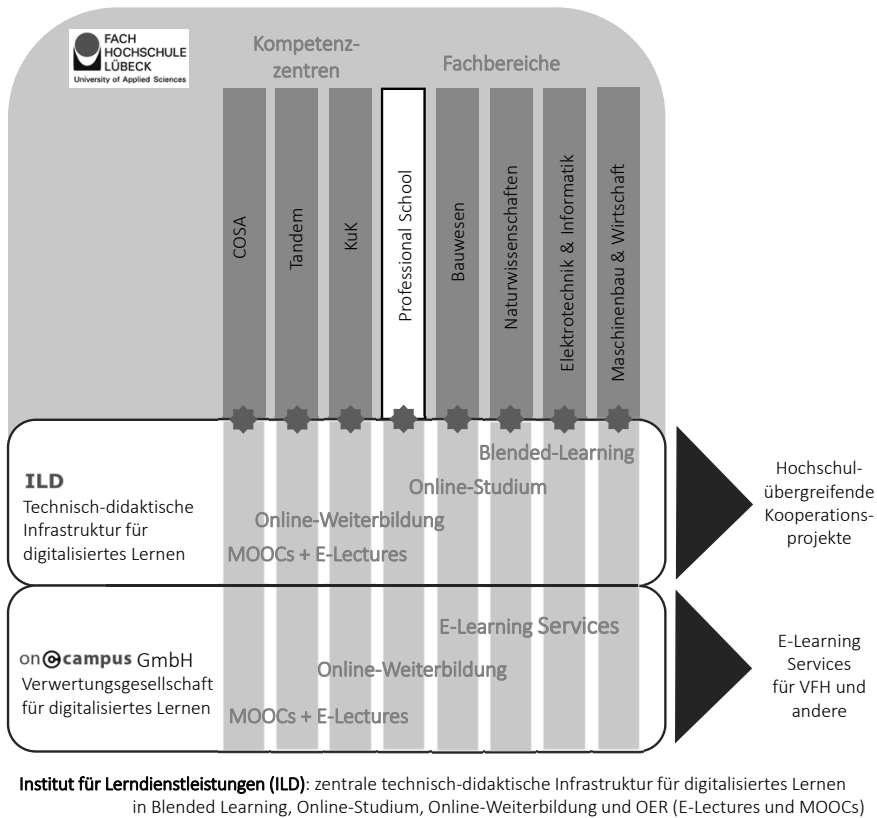 FACH
HOCHSCHULE
LÜBECK
University of Applied Sciences
Kompetenz-
zentren
Fachbereiche
COSA
Tandem
KuK
Professional School
Bauwesen
Naturwissenschaften
Elektrotechnik & Informatik
Maschinenbau & Wirtschaft
ILD
Technisch-didaktische
Infrastruktur für
digitalisiertes Lernen
Blended-Learning
Online-Studium
Online-Weiterbildung
MOOCs + E-Lectures
Hochschul-
übergreifende
Kooperations-
projekte
oncampus GmbH
Verwertungsgesellschaft
für digitalisiertes Lernen
E-Learning Services
Online-Weiterbildung
MOOCs + E-Lectures
E-Learning
Services
für VFH und
andere
Institut für Lerndienstleistungen (ILD): zentrale technisch-didaktische Infrastruktur für digitalisiertes Lernen
in Blended Learning, Online-Studium, Online-Weiterbildung und OER (E-Lectures und MOOCs)